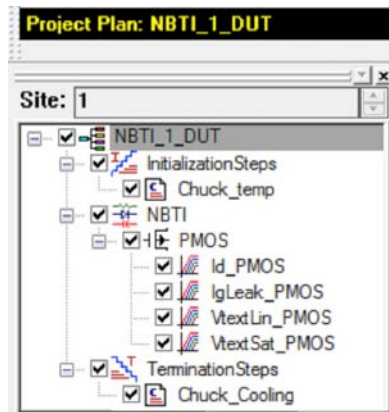 Project Plan: NBTI_1_DUT
Site: 1
NBTI_1_DUT
InitializationSteps
Chuck_temp
NBTI
PMOS
Id_PMOS
IgLeak_PMOS
VtextLin_PMOS
VtextSat_PMOS
TerminationSteps
Chuck_Cooling